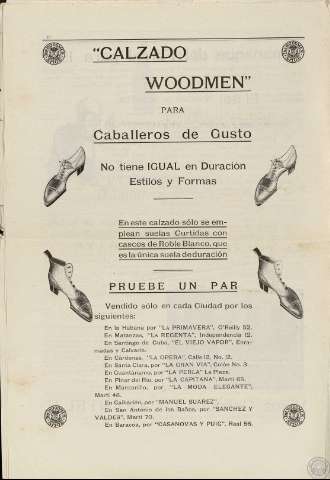 "CALZADO
WOODMEN"
PARA
Caballeros de Gusto
No tiene IGUAL en Duración
Estilos y Formas
En este calzado sólo se em-
plean suelas Curtidas con
cascos de Roble Blanco, que
es la única suela de duración
PRUEBE UN PAR
Vendido sólo en cada Ciudad por los
siguientes:
En la Habana por "LA PRIMAVERA", O'Reilly 52.
En Matanzas, "LA REGENTA", Independencia 12.
En Santiago de Cuba, "EL VIEJO VAPOR", Enra-
madas y Calvario.
En Cárdenas, "LA OPERA", Calle 12, No. 12.
En Santa Clara, por "LA GRAN VIA", Colón No. 3.
En Guantánamo, por "LA PERLA" La Plaza.
En Pinar del Río, por "LA CAPITANA", Martí 63.
En Manzanillo, por "LA MODA ELEGANTE",
Martí 46.
En Caibarién, por "MANUEL SUAREZ".
En San Antonio de los Baños, por "SANCHEZ Y
VALDES", Martí 70.
En Baracoa, por "CASANOVAS Y PUIG", Real 56.